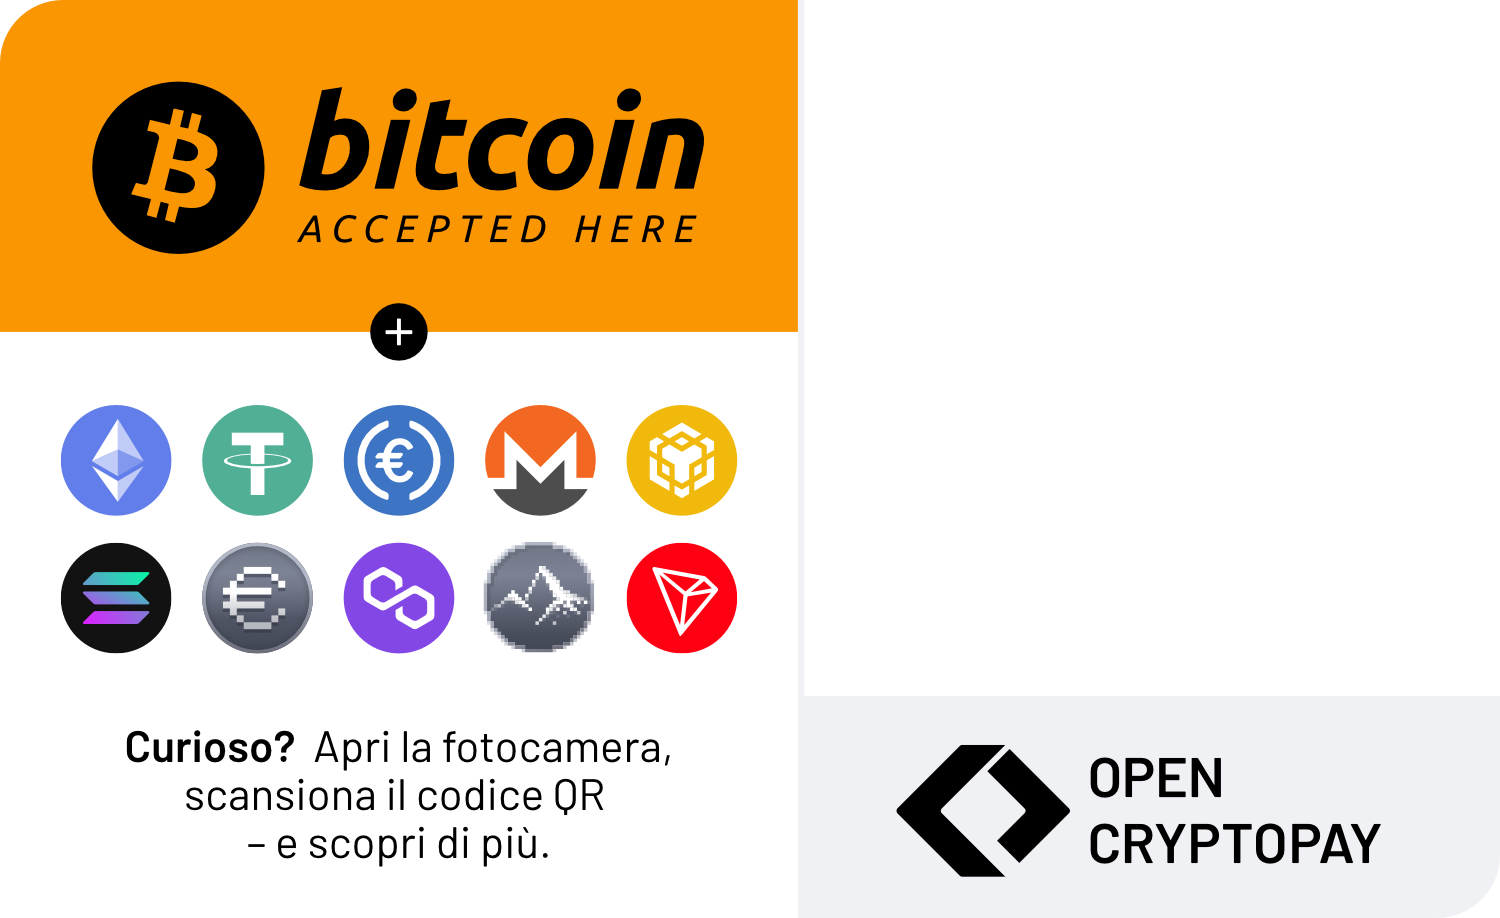 bitcoin
ACCEPTED HERE
Curioso? Apri la fotocamera,
scansiona il codice QR
– e scopri di più.
OPEN
CRYPTOPAY